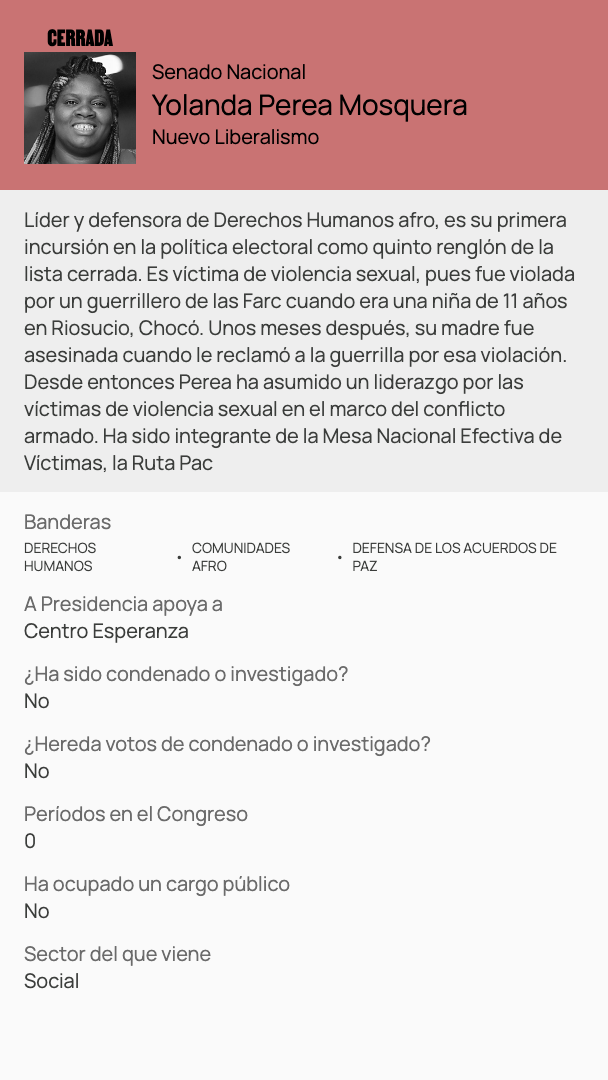 CERRADA
Senado Nacional
Yolanda Perea Mosquera
Nuevo Liberalismo
Líder y defensora de Derechos Humanos afro, es su primera
incursión en la política electoral como quinto renglón de la
lista cerrada. Es víctima de violencia sexual, pues fue violada
por un guerrillero de las Farc cuando era una niña de 11 años
en Riosucio, Chocó. Unos meses después, su madre fue
asesinada cuando le reclamó a la guerrilla por esa violación.
Desde entonces Perea ha asumido un liderazgo por las
víctimas de violencia sexual en el marco del conflicto
armado. Ha sido integrante de la Mesa Nacional Efectiva de
Víctimas, la Ruta Pac
Banderas
DERECHOS HUMANOS • COMUNIDADES AFRO • DEFENSA DE LOS ACUERDOS DE PAZ
A Presidencia apoya a
Centro Esperanza
¿Ha sido condenado o investigado?
No
¿Hereda votos de condenado o investigado?
No
Períodos en el Congreso
0
Ha ocupado un cargo público
No
Sector del que viene
Social